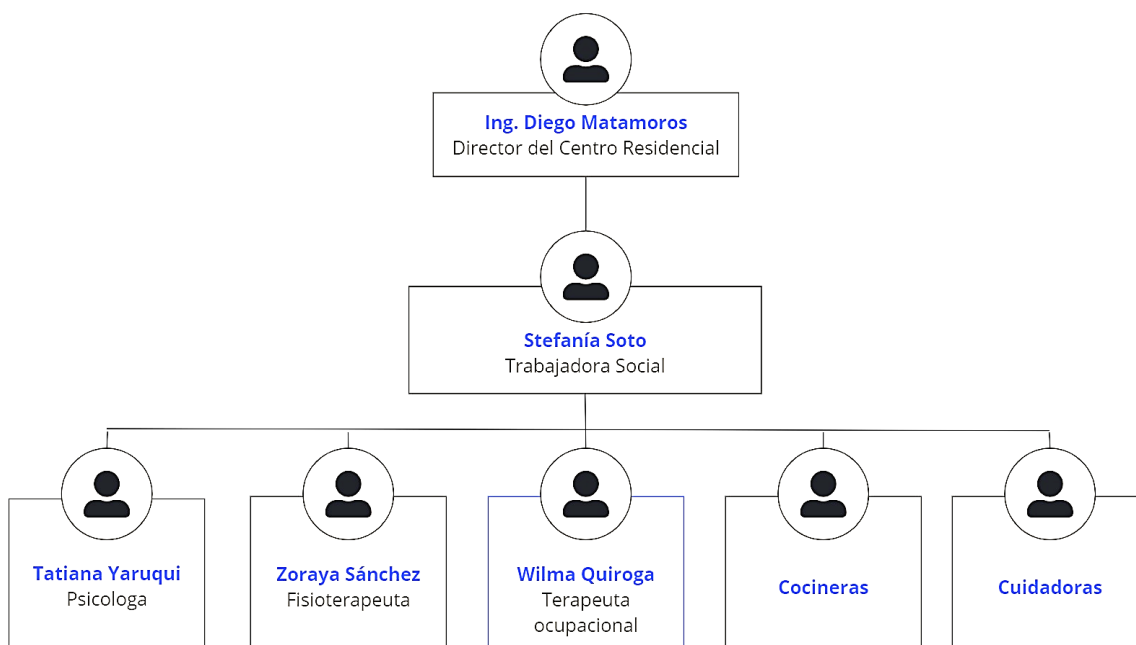 Ing. Diego Matamoros
Director del Centro Residencial
Stefanía Soto
Trabajadora Social
Tatiana Yaruqui
Psicologa
Zoraya Sánchez
Fisioterapeuta
Wilma Quiroga
Terapeuta
ocupacional
Cocineras
Cuidadoras